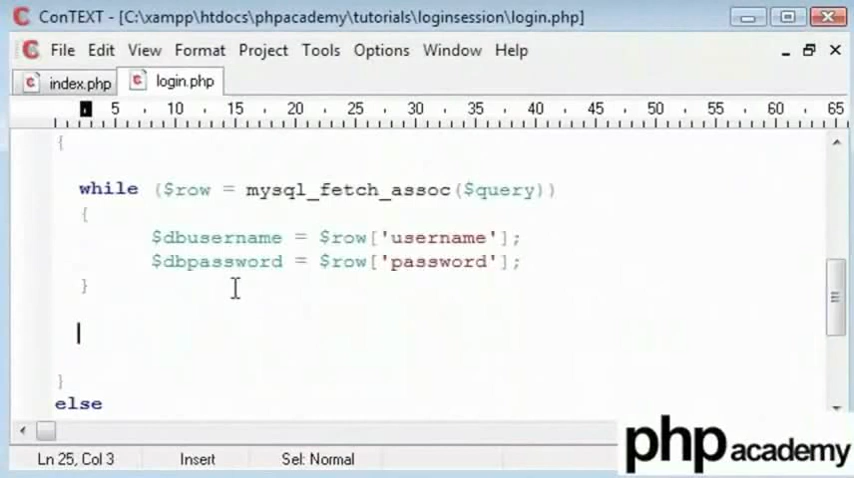 ConTEXT - [C:\xampp\htdocs\phpacademy\tutorials\loginsession\login.php]
File Edit View Format Project Tools Options Window Help
index.php login.php
5 10 15 20 25 30 35 40 45 50 55 60 65
{
while ($row = mysql_fetch_assoc($query))
{
$dbusername = $row['username'];
$dbpassword = $row['password'];
}
}
else
Ln 25, Col 3 Insert Sel: Normal
php academy